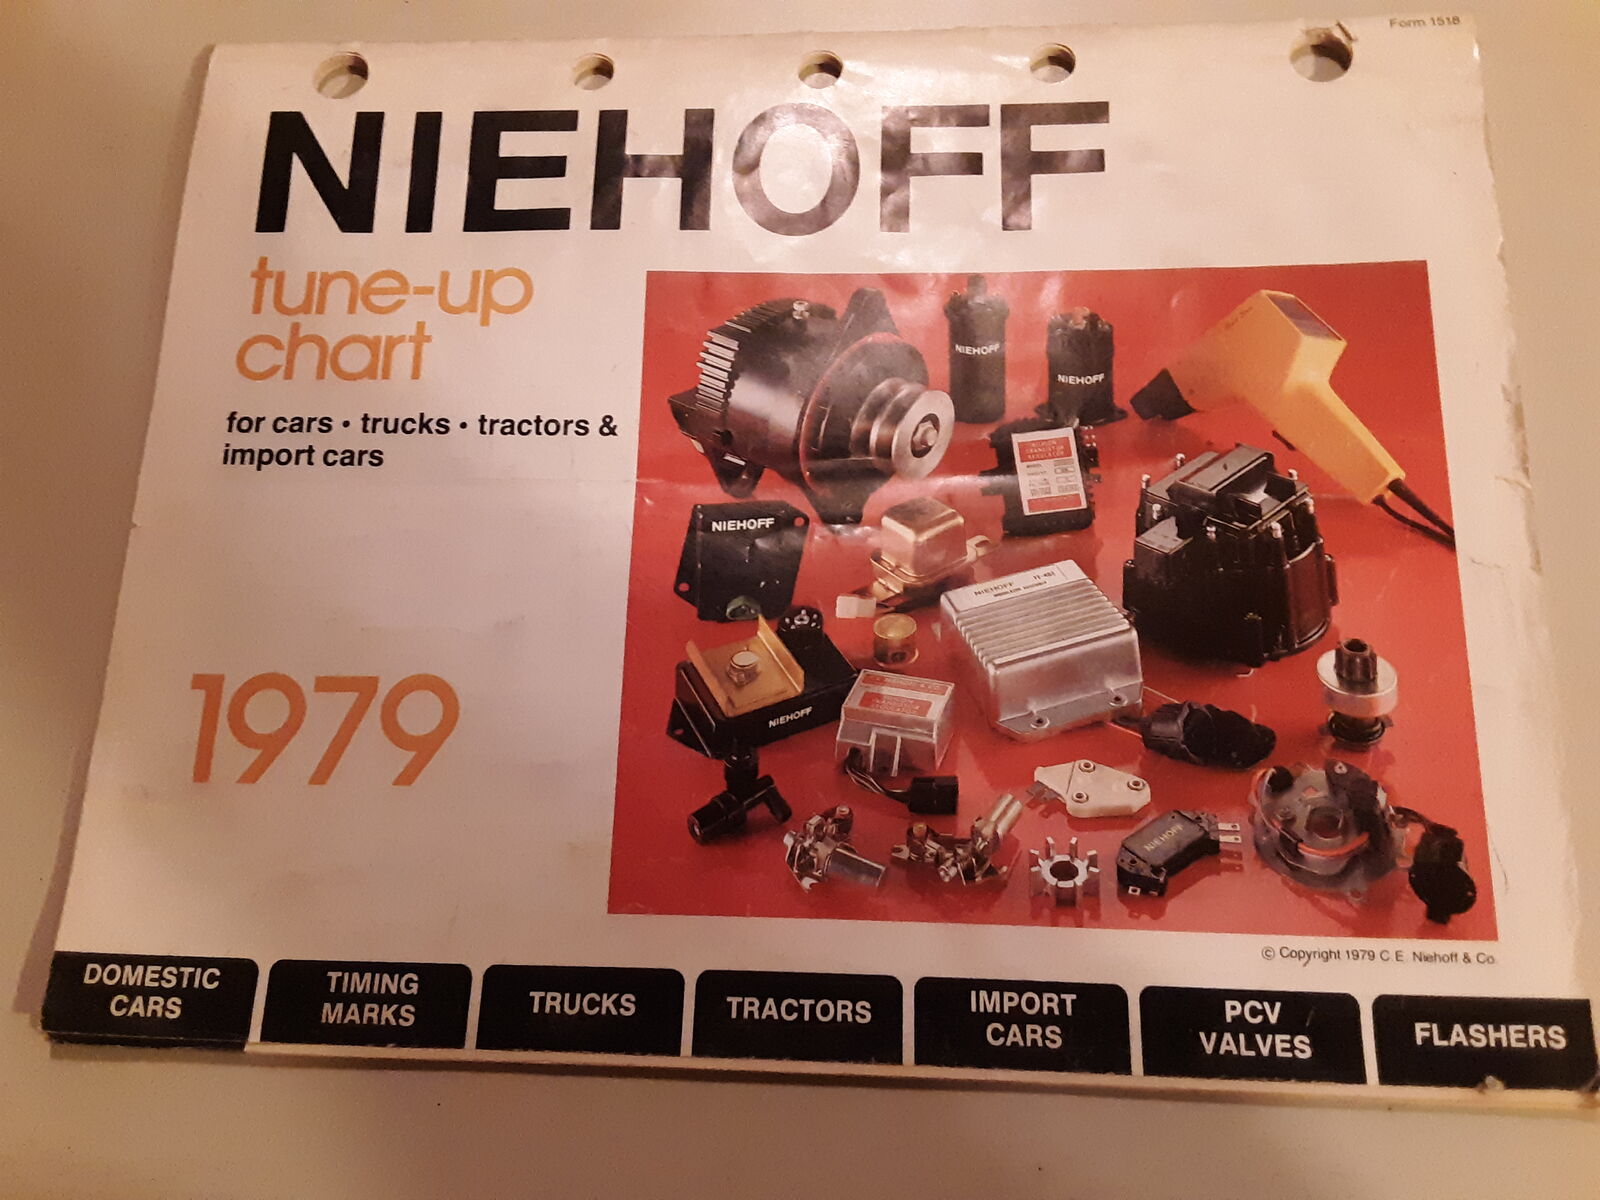 Form 1518
NIEHOFF
tune-up
chart
for cars • trucks • tractors &
import cars
1979
NIEHOFF
NIEHOFF
NIEHOFF
NIEHOFF
NIEHOFF
NIEHOFF
© Copyright 1979 C.E. Niehoff & Co.
DOMESTIC
CARS
TIMING
MARKS
TRUCKS
TRACTORS
IMPORT
CARS
PCV
VALVES
FLASHERS